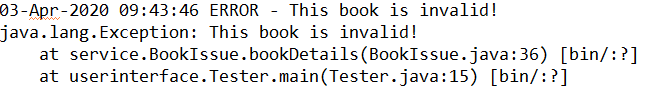 03-Apr-2020 09:43:46 ERROR - This book is invalid!
java.lang.Exception: This book is invalid!
    at service.BookIssue.bookDetails(BookIssue.java:36) [bin/:?]
    at userinterface.Tester.main(Tester.java:15) [bin/:?]